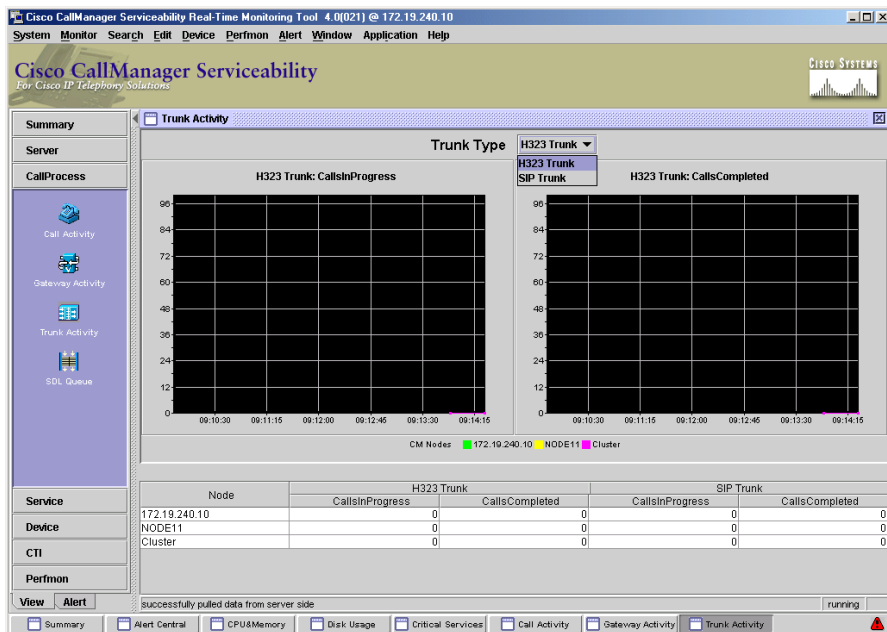 Cisco CallManager Serviceability Real-Time Monitoring Tool 4.0(021) @ 172.19.240.10
System Monitor Search Edit Device Perfmon Alert Window Application Help
Cisco CallManager Serviceability
For Cisco IP Telephony Solutions
CISCO SYSTEMS
Summary
Server
CallProcess
Call Activity
Gateway Activity
Trunk Activity
SDL Queue
Service
Device
CTI
Perfmon
View Alert
Trunk Activity
Trunk Type H323 Trunk
H323 Trunk
SIP Trunk
H323 Trunk: CallsInProgress
96
84
72
60
48
36
24
12
0
09:10:30 09:11:15 09:12:00 09:12:45 09:13:30 09:14:15
H323 Trunk: CallsCompleted
96
84
72
60
48
36
24
12
0
09:10:30 09:11:15 09:12:00 09:12:45 09:13:30 09:14:15
CM Nodes 172.19.240.10 NODE11 Cluster
Node H323 Trunk SIP Trunk
CallsInProgress CallsCompleted CallsInProgress CallsCompleted
172.19.240.10 0 0 0 0
NODE11 0 0 0 0
Cluster 0 0 0 0
successfully pulled data from server side running
Summary Alert Central CPU&Memory Disk Usage Critical Services Call Activity Gateway Activity Trunk Activity